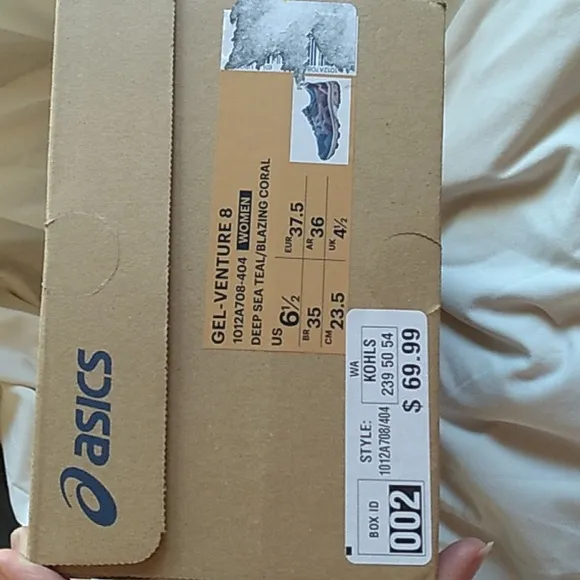 asics
1012A708
GEL-VENTURE 8
1012A708-404 WOMEN
DEEP SEA TEAL/BLAZING CORAL
US 6½ EUR 37.5
BR 35 AR 36
CM 23.5 UK 4½
WA
KOHLS
239 50 54
$ 69.99
STYLE:
1012A708/404
BOX ID
002